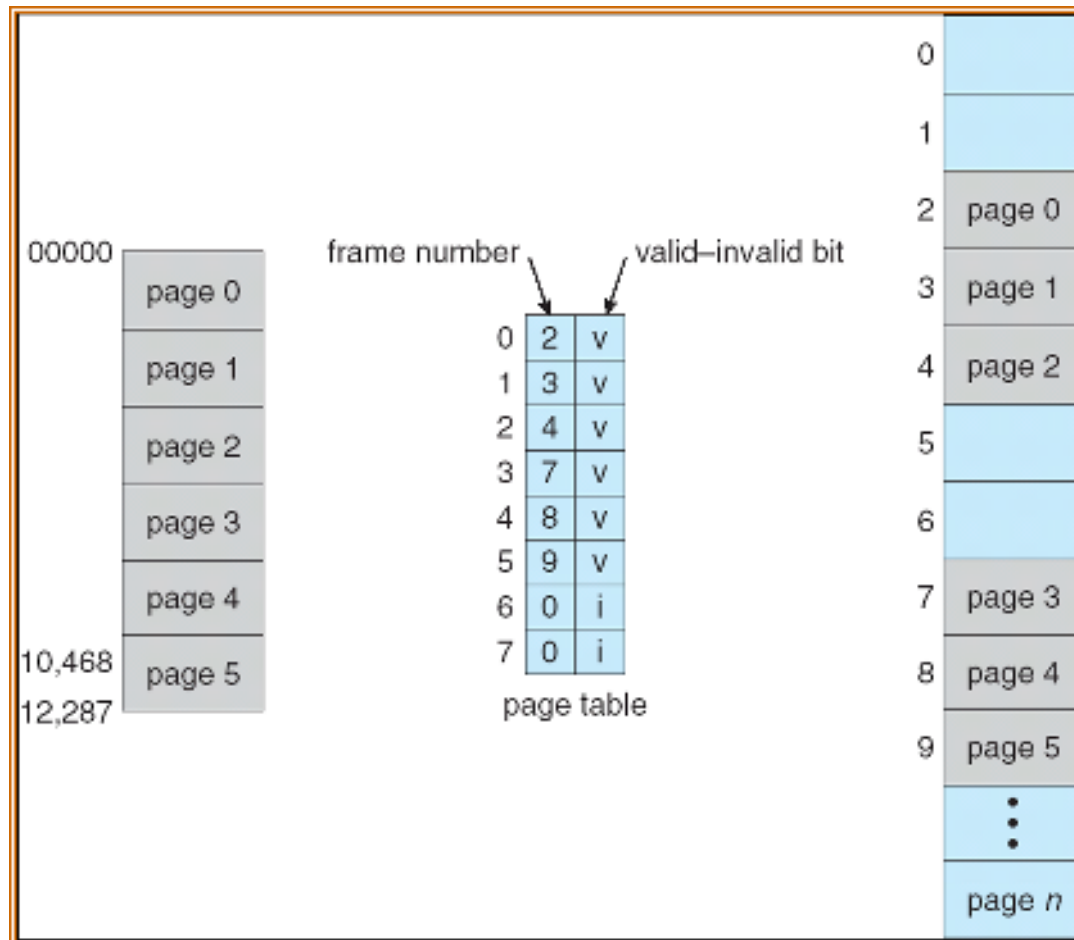 00000
page 0
page 1
page 2
page 3
page 4
10,468
page 5
12,287
frame number
valid–invalid bit
0 2 v
1 3 v
2 4 v
3 7 v
4 8 v
5 9 v
6 0 i
7 0 i
page table
0
1
2 page 0
3 page 1
4 page 2
5
6
7 page 3
8 page 4
9 page 5
page n